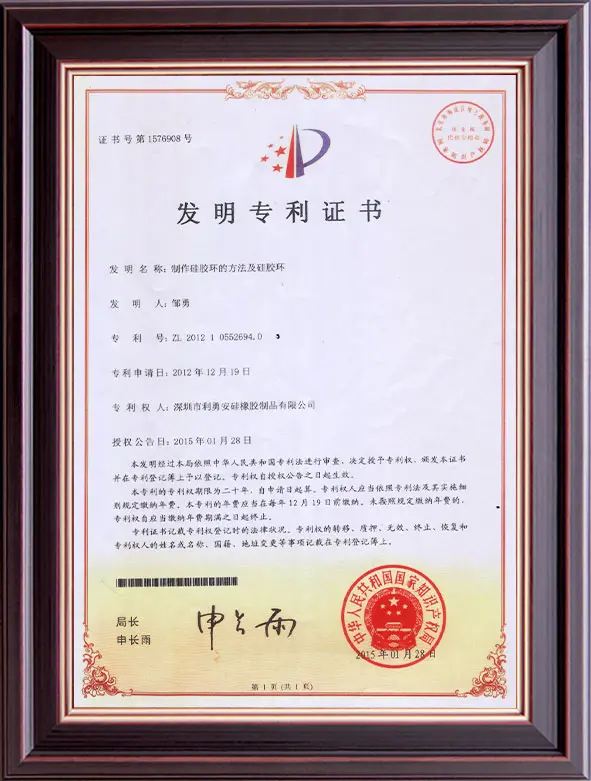 证书号第1576908号
发明专利证书
发明名称:制作硅胶环的方法及硅胶环
发明人:邹勇
专利号:ZL 2012 1 0552694.0
专利申请日:2012年12月19日
专利权人:深圳市利勇安硅橡胶制品有限公司
授权公告日:2015年01月28日
本发明经过本局依照中华人民共和国专利法进行审查、决定授予专利权、颁发本证书
并在专利登记簿上予以登记。专利权自授权公告之日起生效。
本专利的专利权期限为二十年,自申请日起算。专利权人应当依照专利法及其实施细
则规定缴纳年费。本专利的年费应当在每年12月19日前缴纳。未按照规定缴纳年费的,
专利权自应当缴纳年费期满之日起终止。
专利证书记载专利权登记时的法律状况。专利权的转移、质押、无效、终止、恢复和
专利权人的姓名或名称、国籍、地址变更等事项记载在专利登记簿上。
局长
申长雨
申长雨
中华人民共和国国家知识产权局
2015年01月28日
第1页(共1页)